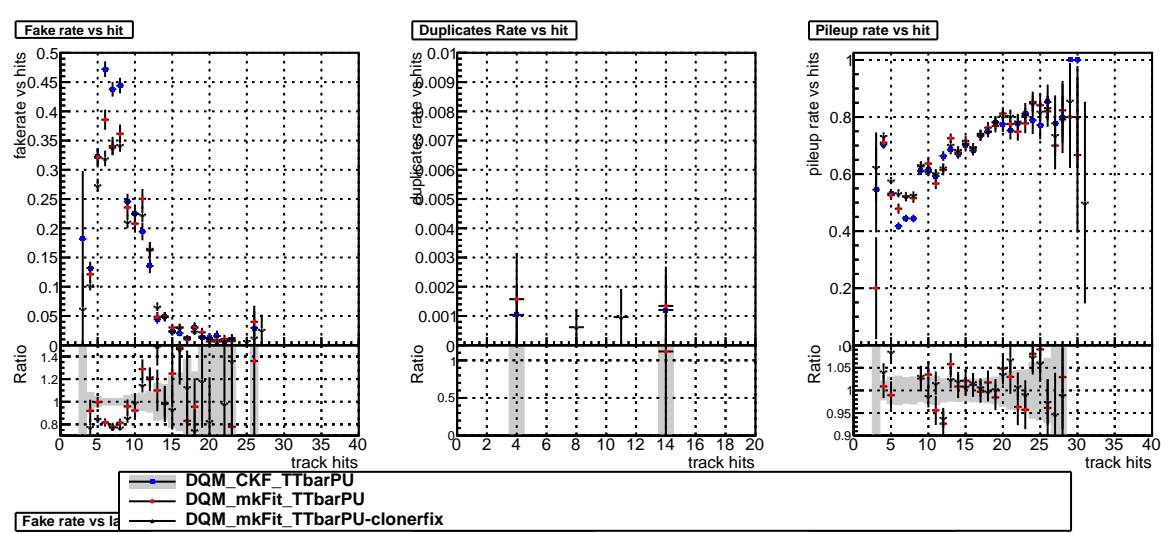 Fake rate vs hit
Duplicates Rate vs hit
Pileup rate vs hit
fakerate vs hits
0.5
0.45
0.4
0.35
0.3
0.25
0.2
0.15
0.1
0.05
0
Ratio
1.4
1.2
1
0.8
0 5 10 15 20 25 30 35 40
track hits
duplicates rate vs hits
0.010
0.009
0.008
0.007
0.006
0.005
0.004
0.003
0.002
0.001
0
Ratio
1
0.5
0
0 2 4 6 8 10 12 14 16 18 20
track hits
pileup rate vs hits
1
0.8
0.6
0.4
0.2
0
Ratio
1.05
1
0.95
0.9
0 5 10 15 20 25 30 35 40
track hits
DQM_CKF_TTbarPU
DQM_mkFit_TTbarPU
DQM_mkFit_TTbarPU-clonerfix
Fake rate vs la